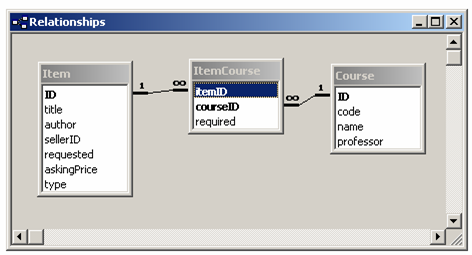 Relationships
Item
ID
title
author
sellerID
requested
askingPrice
type
1
∞
ItemCourse
itemID
courseID
required
∞
1
Course
ID
code
name
professor